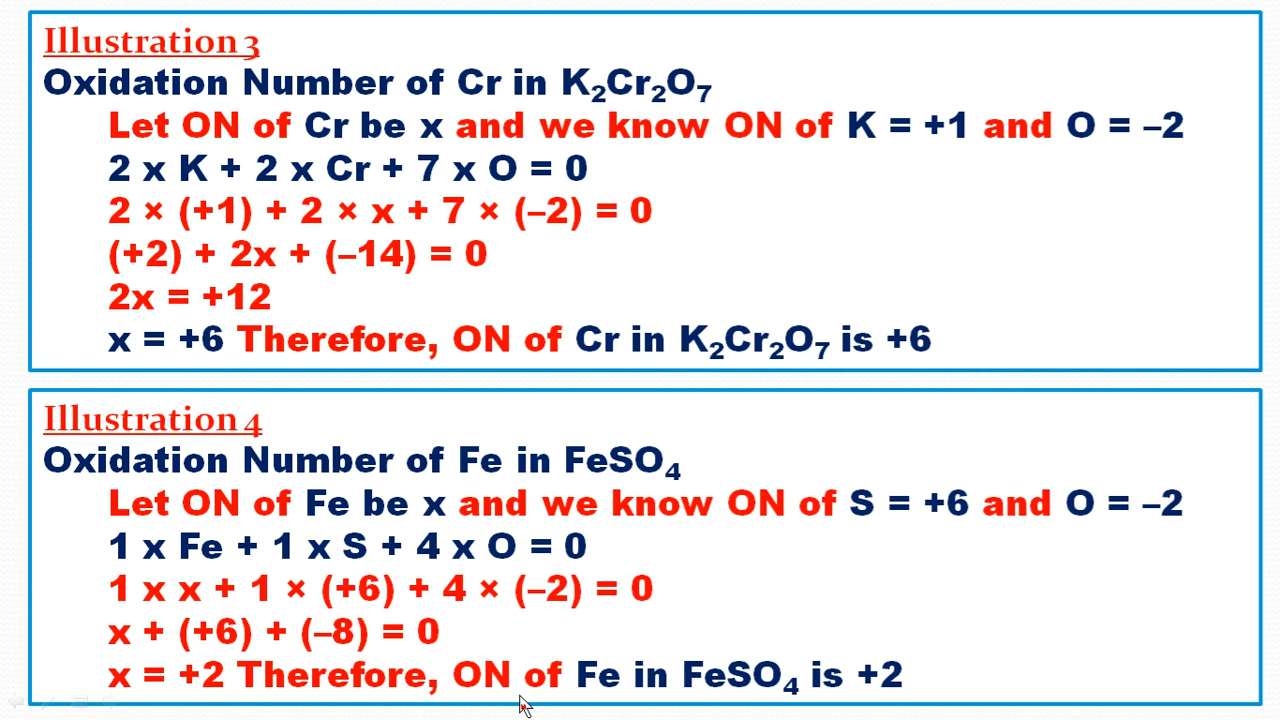 Illustration 3
Oxidation Number of Cr in K₂Cr₂O₇
Let ON of Cr be x and we know ON of K = +1 and O = –2
2 x K + 2 x Cr + 7 x O = 0
2 × (+1) + 2 × x + 7 × (–2) = 0
(+2) + 2x + (–14) = 0
2x = +12
x = +6 Therefore, ON of Cr in K₂Cr₂O₇ is +6
Illustration 4
Oxidation Number of Fe in FeSO₄
Let ON of Fe be x and we know ON of S = +6 and O = –2
1 x Fe + 1 x S + 4 x O = 0
1 x x + 1 × (+6) + 4 × (–2) = 0
x + (+6) + (–8) = 0
x = +2 Therefore, ON of Fe in FeSO₄ is +2